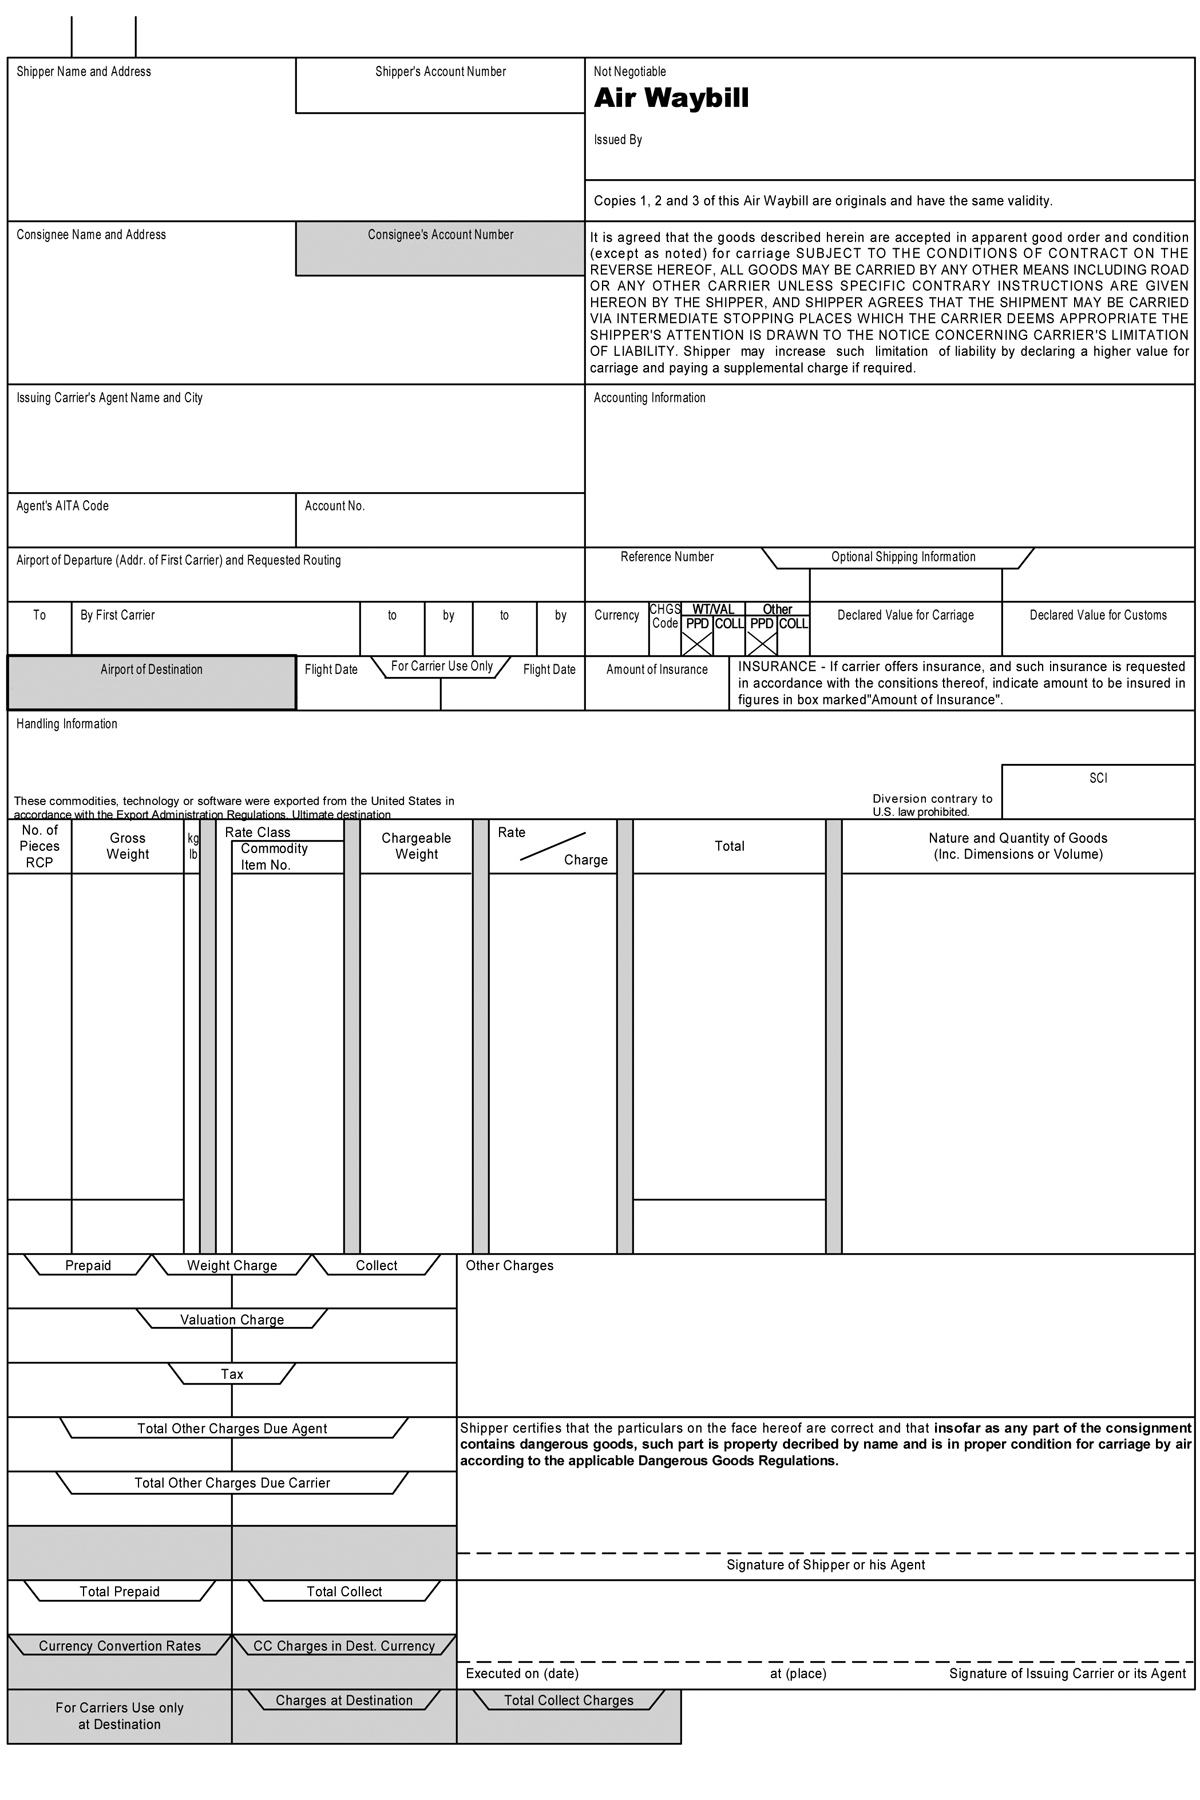 Shipper Name and Address
Shipper's Account Number
Not Negotiable
Air Waybill
Issued By
Copies 1, 2 and 3 of this Air Waybill are originals and have the same validity.
Consignee Name and Address
Consignee's Account Number
It is agreed that the goods described herein are accepted in apparent good order and condition
(except as noted) for carriage SUBJECT TO THE CONDITIONS OF CONTRACT ON THE
REVERSE HEREOF, ALL GOODS MAY BE CARRIED BY ANY OTHER MEANS INCLUDING ROAD
OR ANY OTHER CARRIER UNLESS SPECIFIC CONTRARY INSTRUCTIONS ARE GIVEN
HEREON BY THE SHIPPER, AND SHIPPER AGREES THAT THE SHIPMENT MAY BE CARRIED
VIA INTERMEDIATE STOPPING PLACES WHICH THE CARRIER DEEMS APPROPRIATE THE
SHIPPER'S ATTENTION IS DRAWN TO THE NOTICE CONCERNING CARRIER'S LIMITATION
OF LIABILITY. Shipper may increase such limitation of liability by declaring a higher value for
carriage and paying a supplemental charge if required.
Issuing Carrier's Agent Name and City
Accounting Information
Agent's AITA Code
Account No.
Airport of Departure (Addr. of First Carrier) and Requested Routing
Reference Number
Optional Shipping Information
To
By First Carrier
to
by
to
by
Currency
CHGS
Code
WT/VAL
PPD
COLL
Other
PPD
COLL
Declared Value for Carriage
Declared Value for Customs
Airport of Destination
Flight Date
For Carrier Use Only
Flight Date
Amount of Insurance
INSURANCE - If carrier offers insurance, and such insurance is requested
in accordance with the consitions thereof, indicate amount to be insured in
figures in box marked"Amount of Insurance".
Handling Information
SCI
These commodities, technology or software were exported from the United States in
accordance with the Export Administration Regulations. Ultimate destination
Diversion contrary to
U.S. law prohibited.
No. of
Pieces
RCP
Gross
Weight
kg
lb
Rate Class
Commodity
Item No.
Chargeable
Weight
Rate
Charge
Total
Nature and Quantity of Goods
(Inc. Dimensions or Volume)
Prepaid
Weight Charge
Collect
Other Charges
Valuation Charge
Tax
Total Other Charges Due Agent
Shipper certifies that the particulars on the face hereof are correct and that insofar as any part of the consignment
contains dangerous goods, such part is property decribed by name and is in proper condition for carriage by air
according to the applicable Dangerous Goods Regulations.
Total Other Charges Due Carrier
Signature of Shipper or his Agent
Total Prepaid
Total Collect
Currency Convertion Rates
CC Charges in Dest. Currency
Executed on (date)
at (place)
Signature of Issuing Carrier or its Agent
For Carriers Use only
at Destination
Charges at Destination
Total Collect Charges